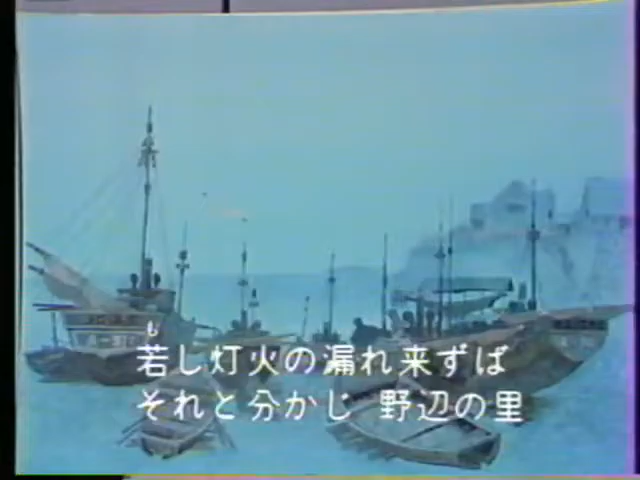 若し灯火の漏れ来ずば
それと分かじ 野辺の里